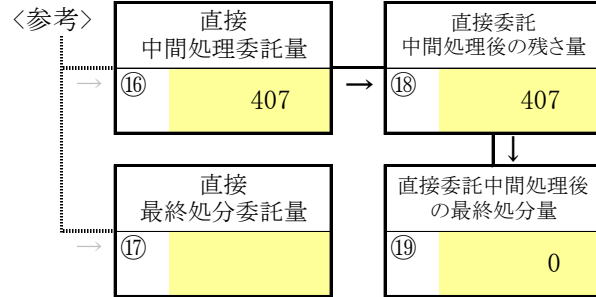 〈参考〉
直接
中間処理委託量
→
⑯
407
→
直接委託
中間処理後の残さ量
⑱
407
↓
直接
最終処分委託量
→
⑰
直接委託中間処理後
の最終処分量
⑲
0